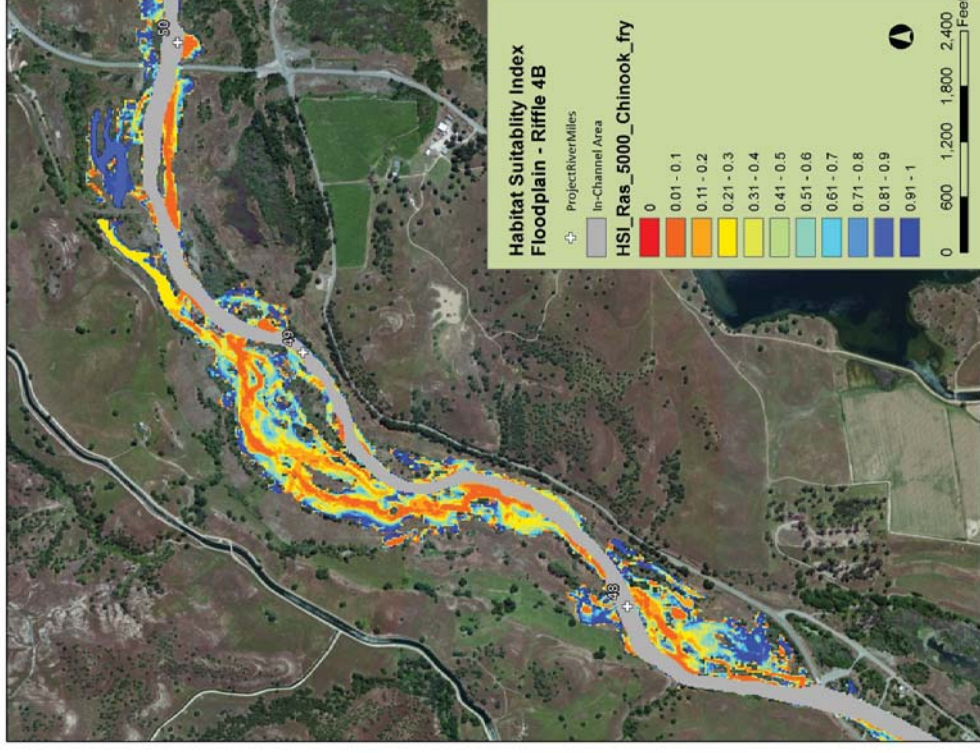 50
49
48
Habitat Suitablity Index
Floodplain - Riffle 4B
ProjectRiverMiles
In-Channel Area
HSI_Ras_5000_Chinook_fry
0
0.01 - 0.1
0.11 - 0.2
0.21 - 0.3
0.31 - 0.4
0.41 - 0.5
0.51 - 0.6
0.61 - 0.7
0.71 - 0.8
0.81 - 0.9
0.91 - 1
0 600 1,200 1,800 2,400
Feet